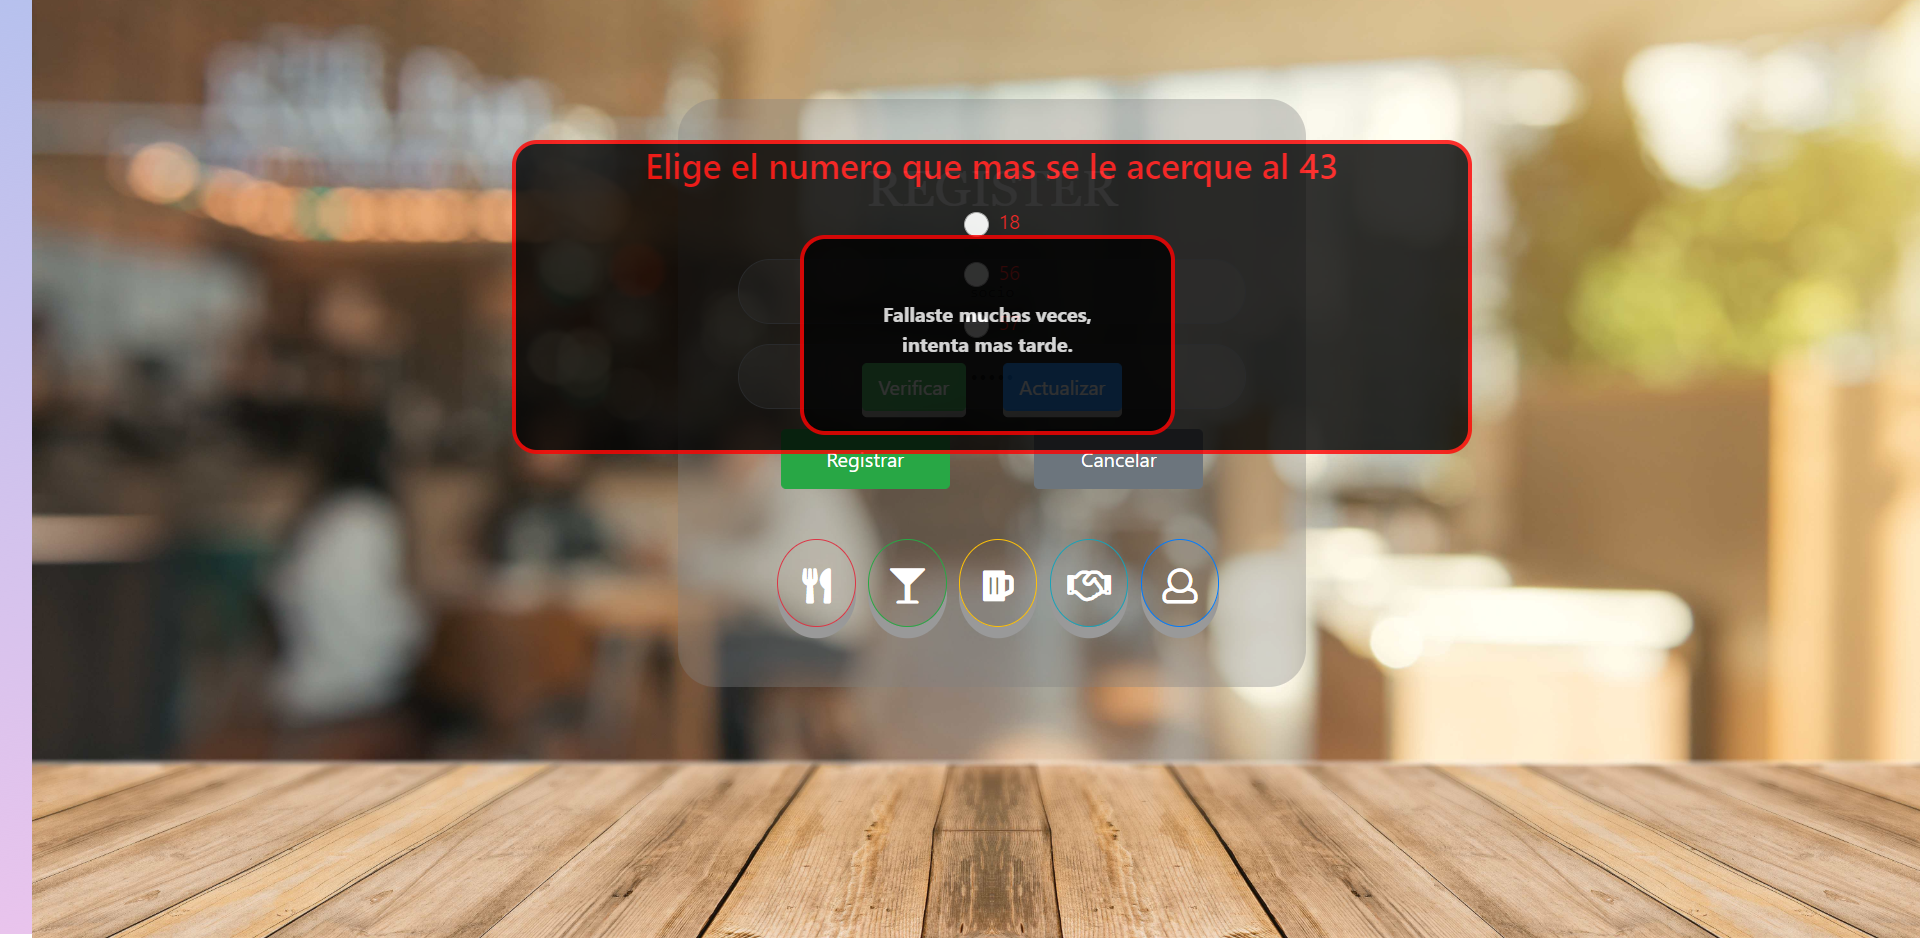 Elige el numero que mas se le acerque al 43
REGISTER
18
56
Fallaste muchas veces,
intenta mas tarde.
Verificar
Actualizar
Registrar
Cancelar